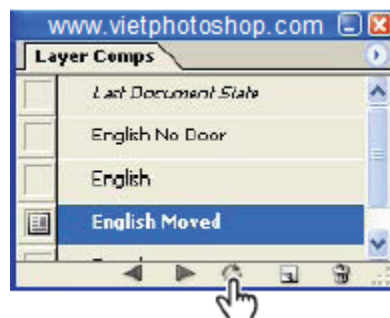 www.vietphotoshop.com
Layer Comps
Last Document State
English No Door
English
English Moved